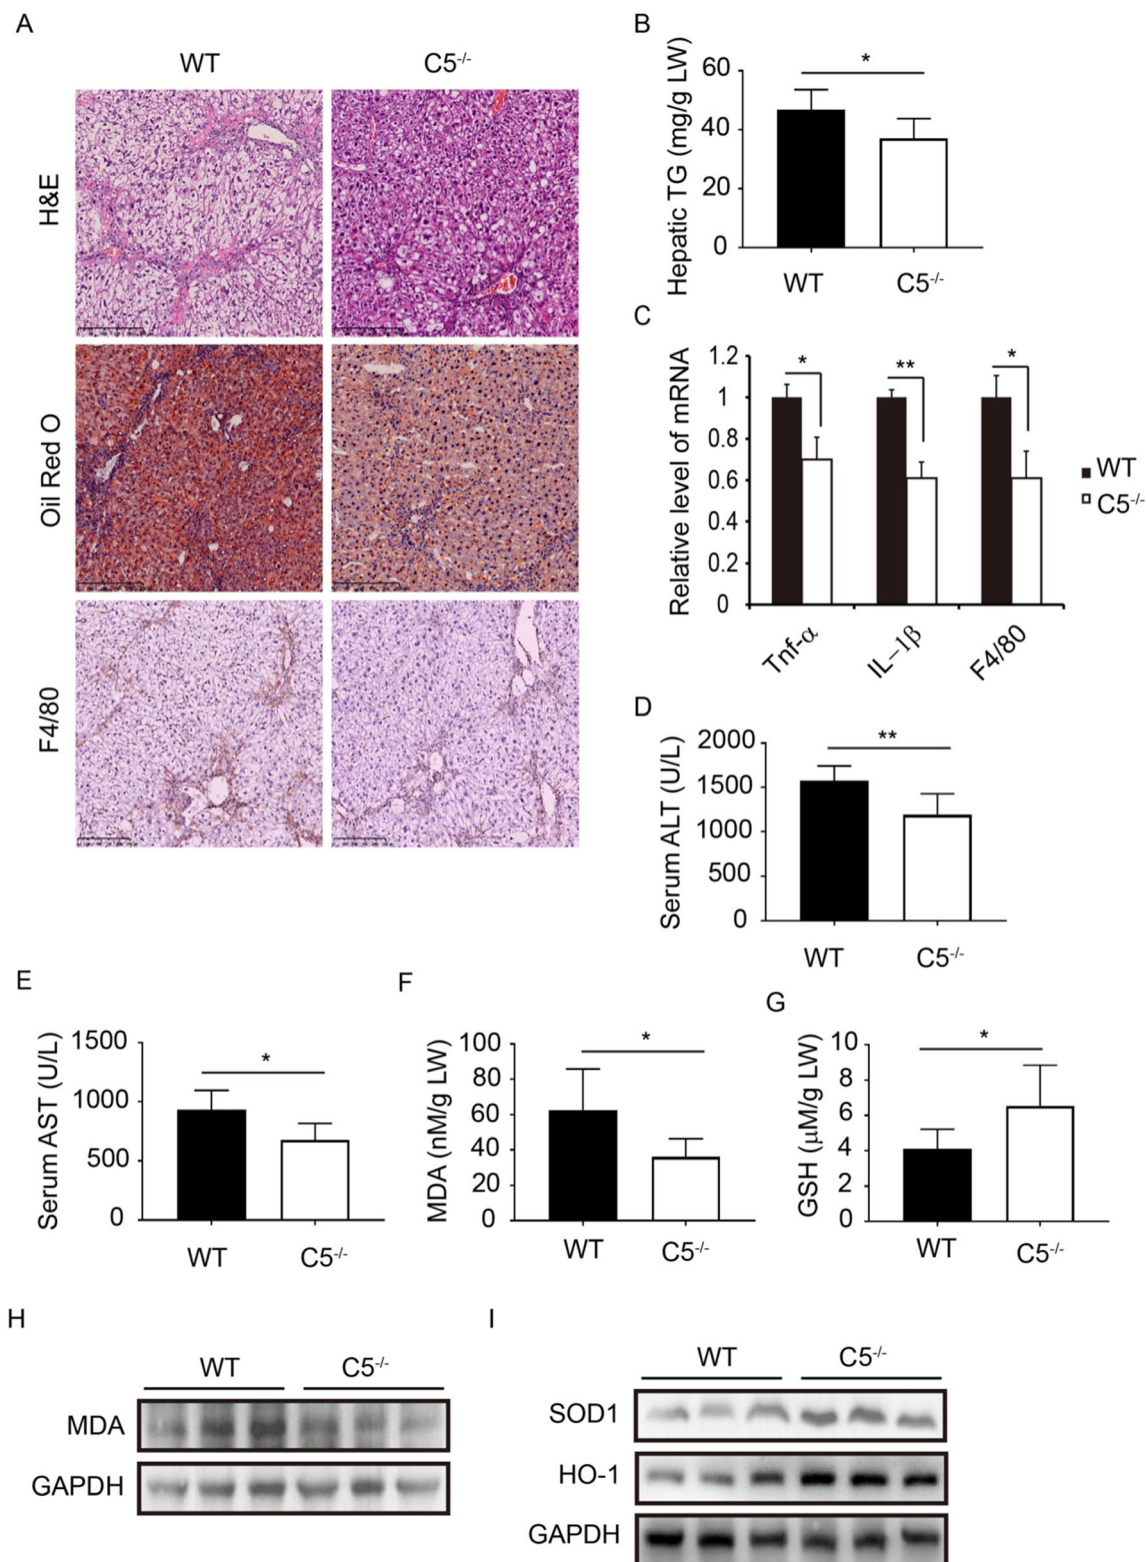 A
WT
C5-/-
H&E
Oil Red O
F4/80
B
Hepatic TG (mg/g LW)
60
40
20
0
*
WT
C5-/-
C
Relative level of mRNA
1.2
1
0.8
0.6
0.4
0.2
0
*
**
*
Tnf-α
IL–1β
F4/80
WT
C5-/-
D
Serum ALT (U/L)
2000
1500
1000
500
0
**
WT
C5-/-
E
Serum AST (U/L)
1500
1000
500
0
*
WT
C5-/-
F
MDA (nM/g LW)
100
80
60
40
20
0
*
WT
C5-/-
G
GSH (μM/g LW)
10
8
6
4
2
0
*
WT
C5-/-
H
WT
C5-/-
MDA
GAPDH
I
WT
C5-/-
SOD1
HO-1
GAPDH